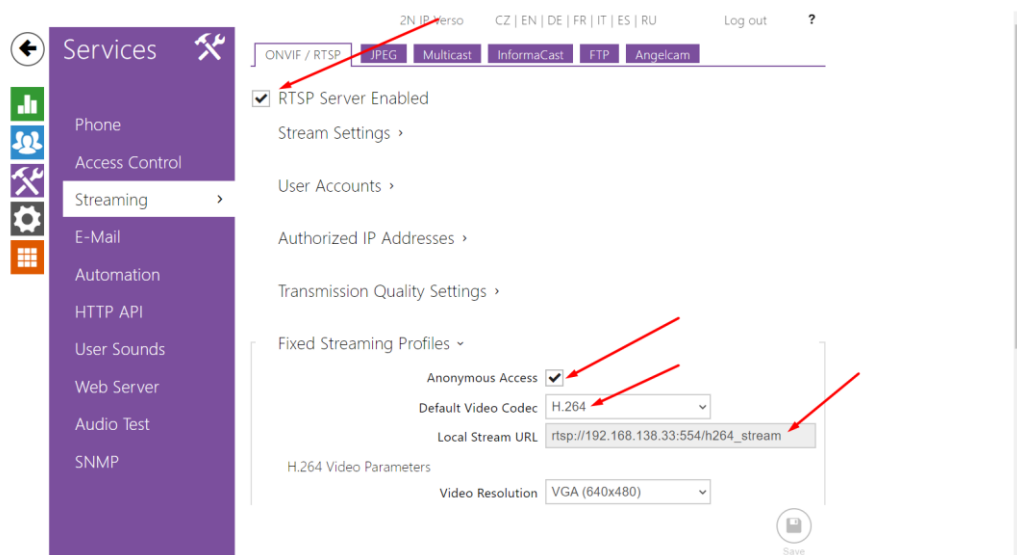 2N IP Verso CZ | EN | DE | FR | IT | ES | RU Log out ?
Services
ONVIF / RTSP JPEG Multicast InformaCast FTP Angelcam
RTSP Server Enabled
Phone
Stream Settings ›
Access Control
User Accounts ›
Streaming ›
E-Mail
Authorized IP Addresses ›
Automation
Transmission Quality Settings ›
HTTP API
User Sounds
Fixed Streaming Profiles
Web Server
Anonymous Access
Default Video Codec H.264
Audio Test
Local Stream URL rtsp://192.168.138.33:554/h264_stream
SNMP
H.264 Video Parameters
Video Resolution VGA (640x480)
Save